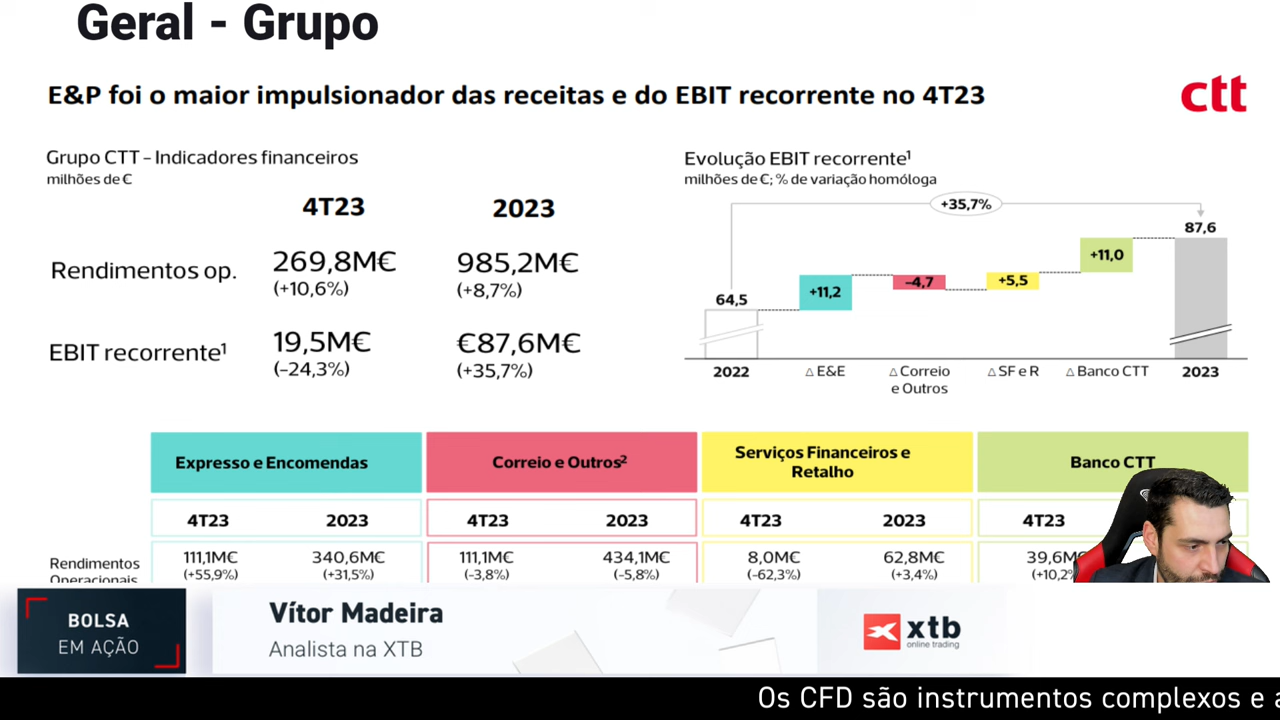 Geral - Grupo
E&P foi o maior impulsionador das receitas e do EBIT recorrente no 4T23
ctt
Grupo CTT – Indicadores financeiros
milhões de €
4T23 2023
Rendimentos op. 269,8M€ 985,2M€
(+10,6%) (+8,7%)
EBIT recorrente¹ 19,5M€ €87,6M€
(-24,3%) (+35,7%)
Evolução EBIT recorrente¹
milhões de €; % de variação homóloga
+35,7%
64,5 +11,2 -4,7 +5,5 +11,0 87,6
2022 △ E&E △ Correio △ SF e R △ Banco CTT 2023
e Outros
Expresso e Encomendas Correio e Outros² Serviços Financeiros e Banco CTT
Retalho
4T23 2023 4T23 2023 4T23 2023 4T23
Rendimentos 111,1M€ 340,6M€ 111,1M€ 434,1M€ 8,0M€ 62,8M€ 39,6M€
Operacionais (+55,9%) (+31,5%) (-3,8%) (-5,8%) (-62,3%) (+3,4%) (+10,2%
BOLSA
EM AÇÃO
Vítor Madeira
Analista na XTB
xtb
online trading
Os CFD são instrumentos complexos e a